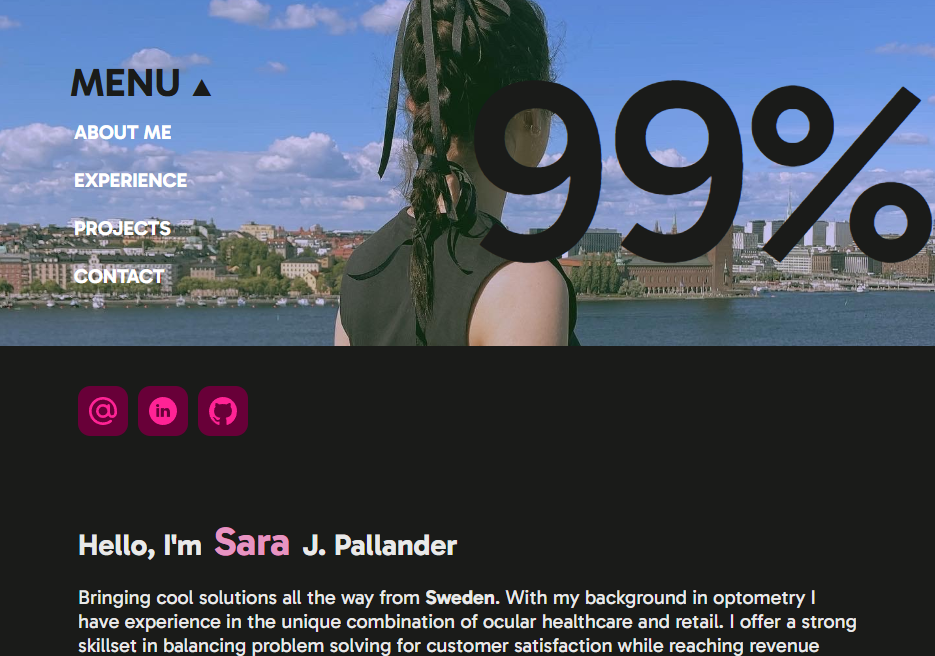 MENU ▲
99%
ABOUT ME
EXPERIENCE
PROJECTS
CONTACT
@ in
Hello, I'm Sara J. Pallander
Bringing cool solutions all the way from Sweden. With my background in optometry I
have experience in the unique combination of ocular healthcare and retail. I offer a strong
skillset in balancing problem solving for customer satisfaction while reaching revenue